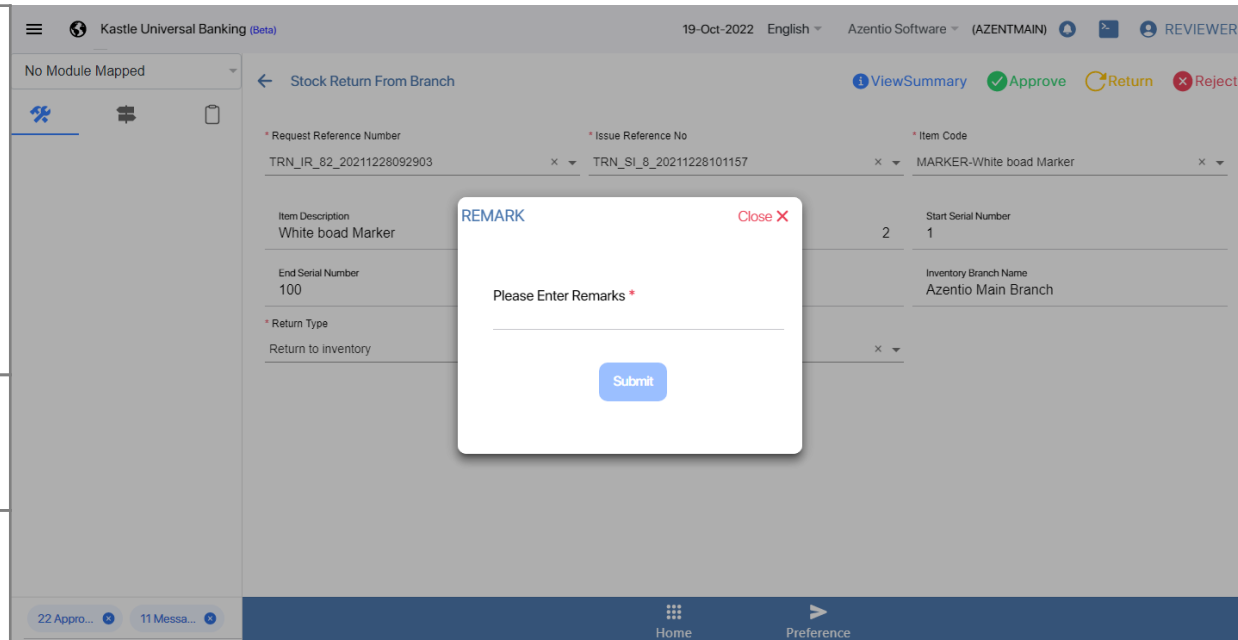 Kastle Universal Banking (Beta) 19-Oct-2022 English Azentio Software (AZENTMAIN) REVIEWER
No Module Mapped
Stock Return From Branch ViewSummary Approve Return Reject
* Request Reference Number * Issue Reference No * Item Code
TRN_IR_82_20211228092903 TRN_SI_8_20211228101157 MARKER-White boad Marker
REMARK Close
Item Description Start Serial Number
White boad Marker 2 1
End Serial Number Inventory Branch Name
100 Azentio Main Branch
Please Enter Remarks *
* Return Type
Return to inventory
Submit
22 Appro... 11 Messa...
Home Preference